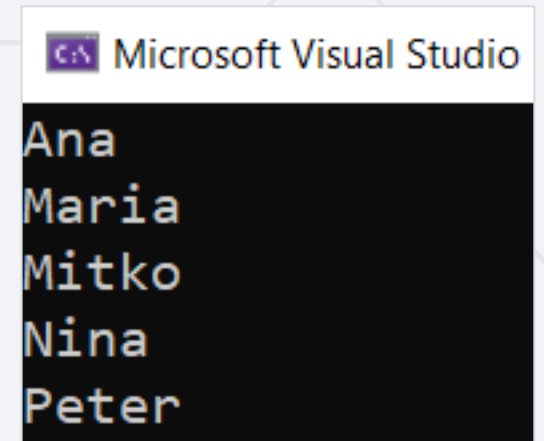 C:\ Microsoft Visual Studio
Ana
Maria
Mitko
Nina
Peter